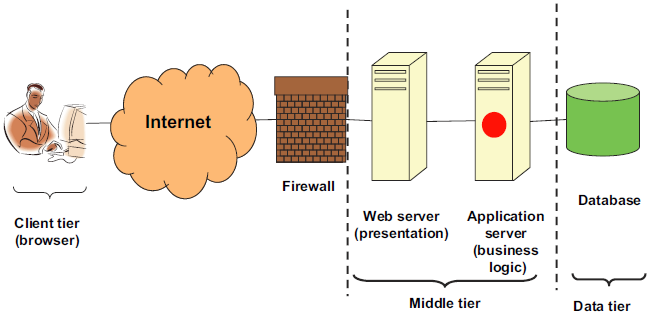 Internet
Firewall
Client tier
(browser)
Web server
(presentation)
Application
server
(business
logic)
Database
Middle tier
Data tier